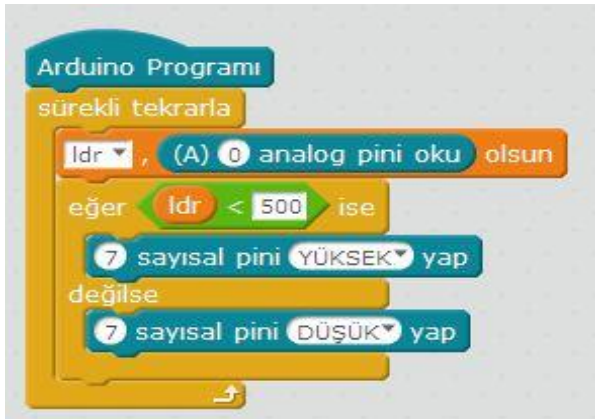 Arduino Programı
sürekli tekrarla
ldr , (A) 0 analog pini oku olsun
eğer ldr < 500 ise
7 sayısal pini YÜKSEK yap
değilse
7 sayısal pini DÜŞÜK yap